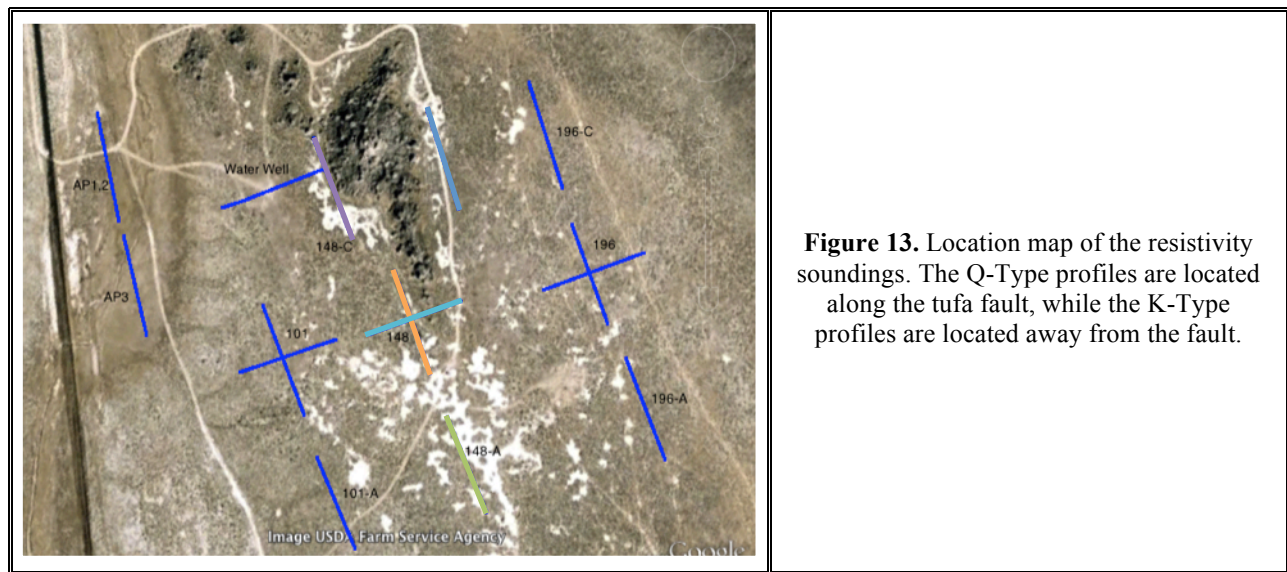 196-C
Water Well
AP1,2
148-C
196
AP3
101
148
196-A
148-A
101-A
Image USDA Farm Service Agency
Google
Figure 13. Location map of the resistivity
soundings. The Q-Type profiles are located
along the tufa fault, while the K-Type
profiles are located away from the fault.